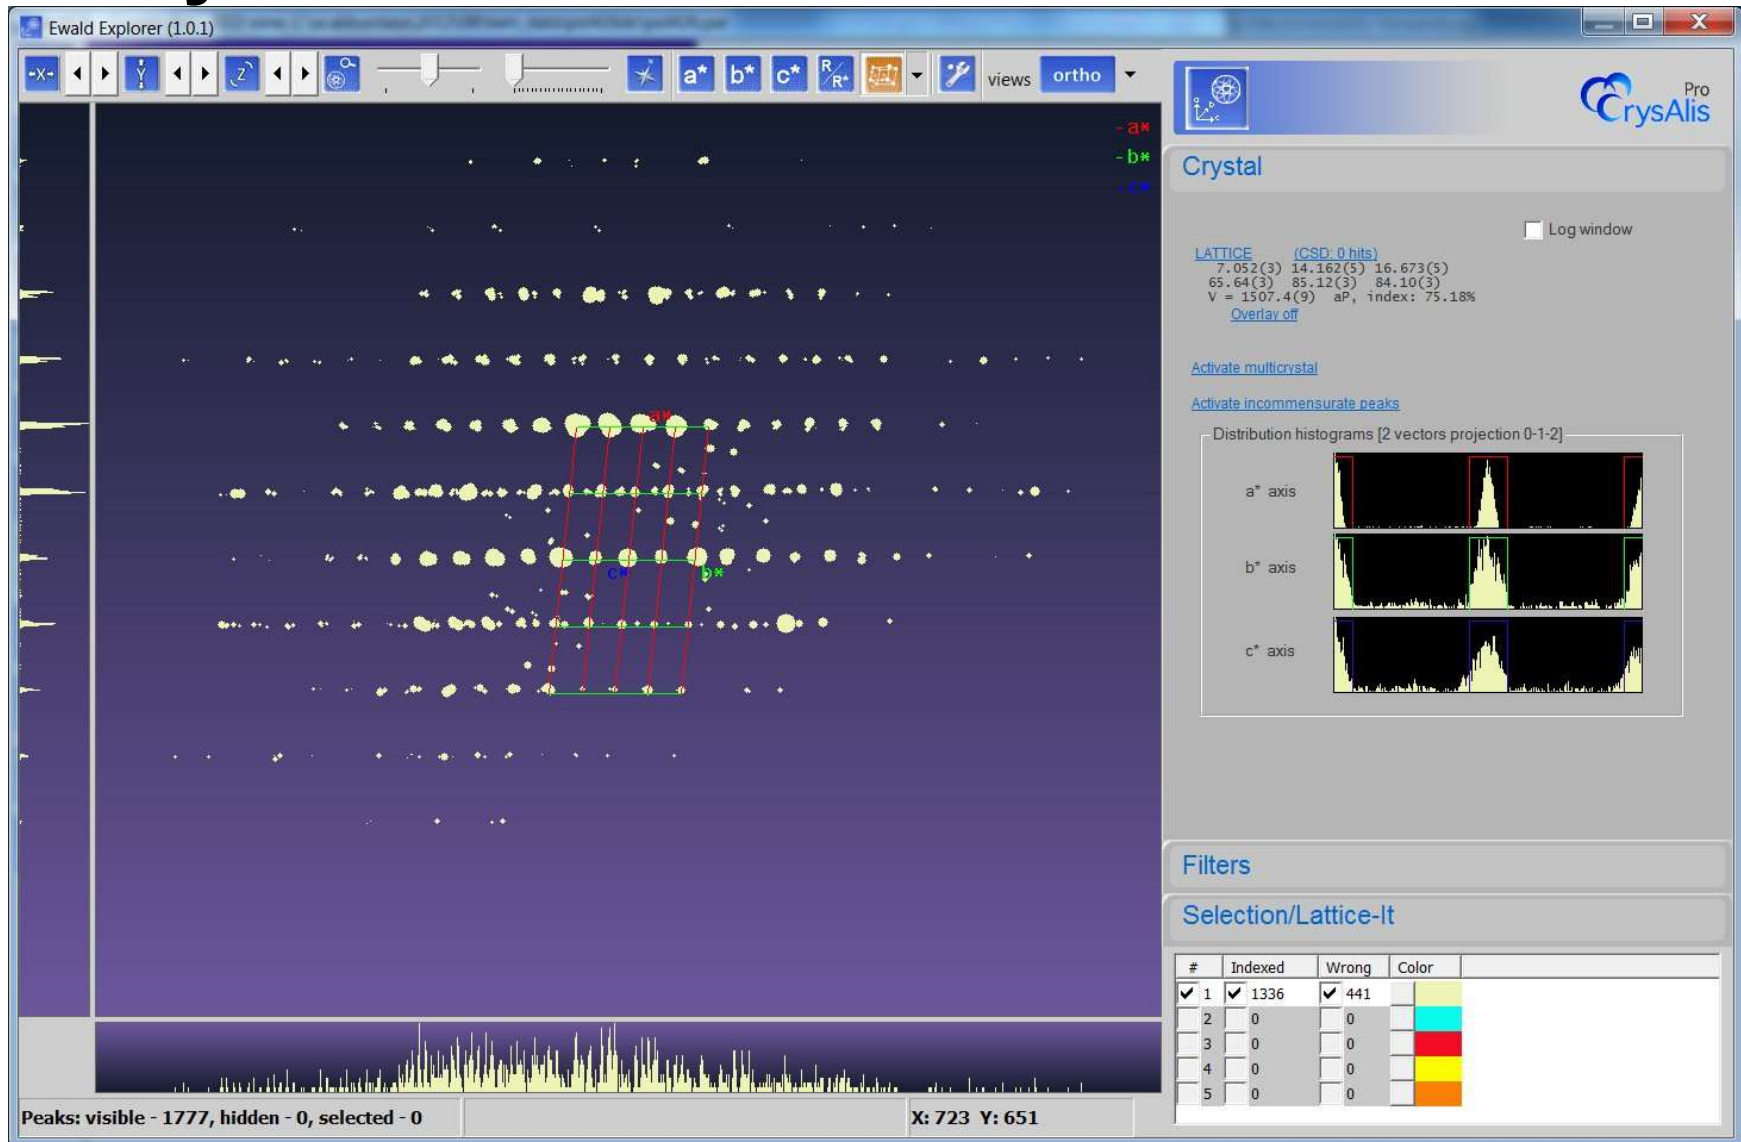 Ewald Explorer (1.0.1)
X Y Z a* b* c* R/R* views ortho
-a*
-b*
-c*
a*
c* b*
Peaks: visible - 1777, hidden - 0, selected - 0
X: 723 Y: 651
CrysAlis Pro
Crystal
Log window
LATTICE (CSD: 0 hits)
7.052(3) 14.162(5) 16.673(5)
65.64(3) 85.12(3) 84.10(3)
V = 1507.4(9) aP, index: 75.18%
Overlay off
Activate multicrystal
Activate incommensurate peaks
Distribution histograms [2 vectors projection 0-1-2]
a* axis
b* axis
c* axis
Filters
Selection/Lattice-It
# Indexed Wrong Color
1 1336 441
2 0 0
3 0 0
4 0 0
5 0 0